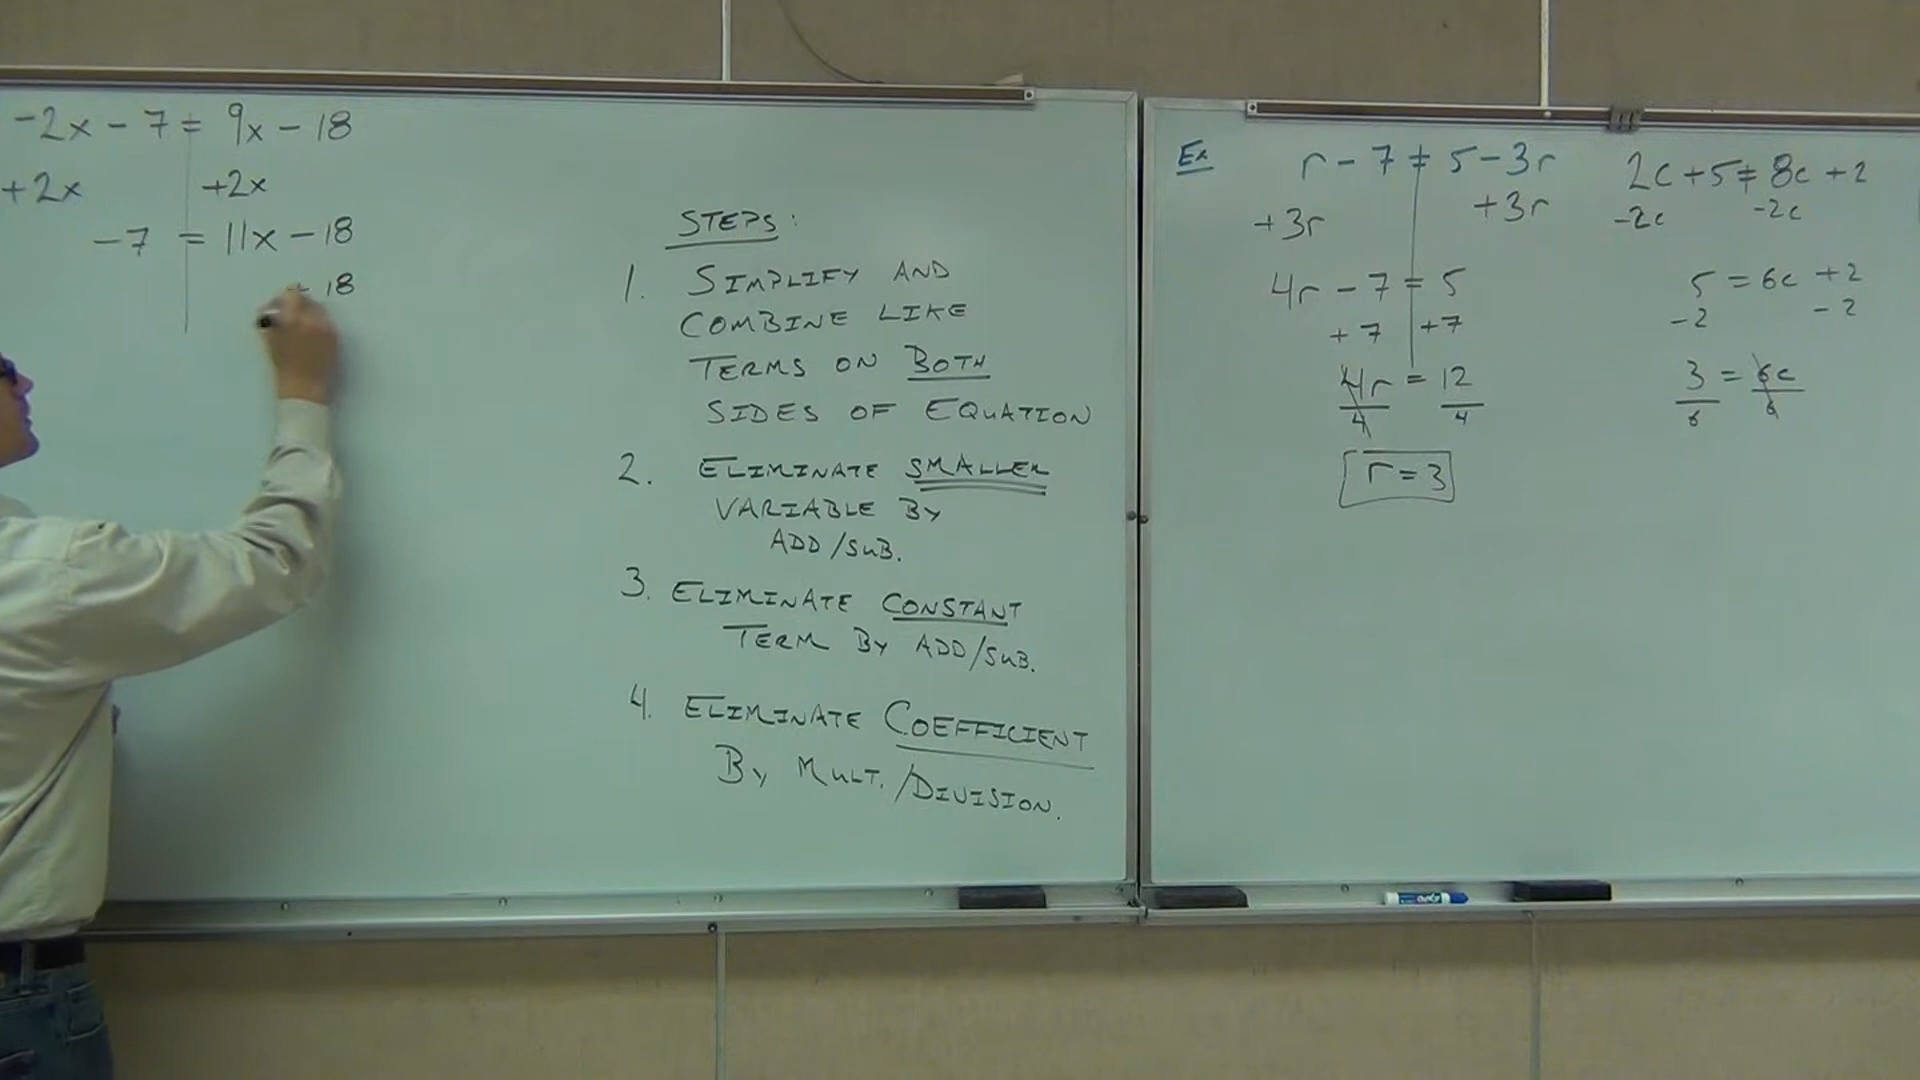 -2x - 7 = 9x - 18
+2x +2x
-7 = 11x - 18
+ 18
STEPS:
1. SIMPLIFY AND
COMBINE LIKE
TERMS ON BOTH
SIDES OF EQUATION
2. ELIMINATE SMALLER
VARIABLE BY
ADD/SUB.
3. ELIMINATE CONSTANT
TERM BY ADD/SUB.
4. ELIMINATE COEFFICIENT
BY MULT./DIVISION.
Ex r - 7 = 5 - 3r
+3r +3r
4r - 7 = 5
+7 +7
4r = 12
4 4
r = 3
2c + 5 = 8c + 2
-2c -2c
5 = 6c + 2
-2 -2
3 = 6c
6 6